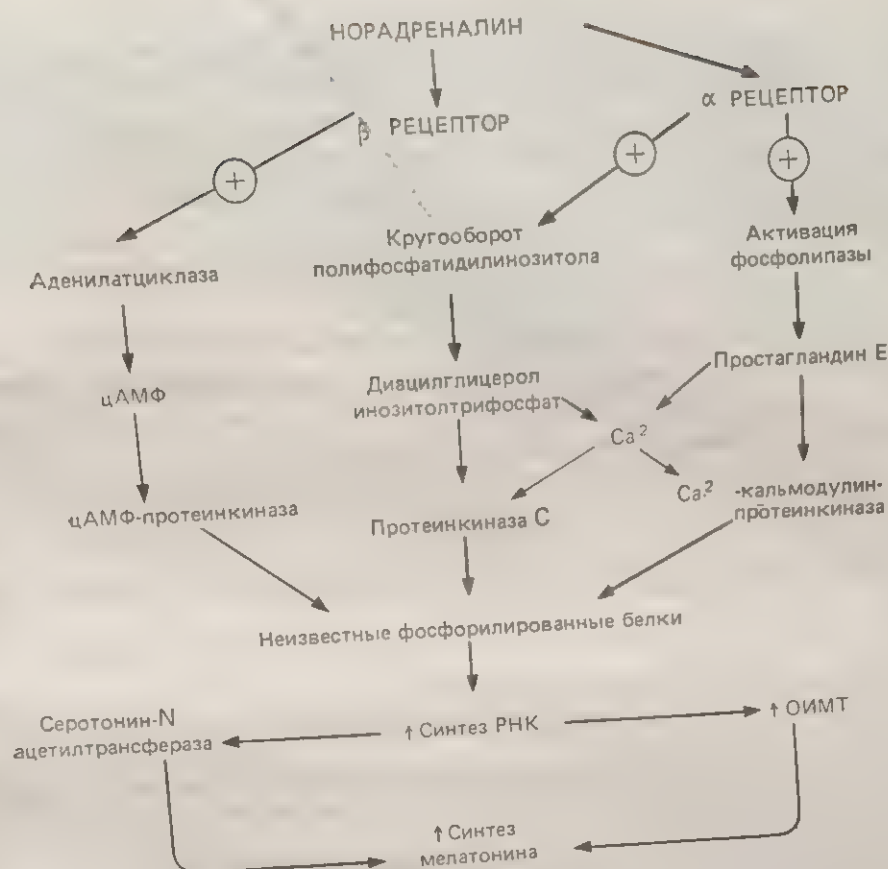 НОРАДРЕНАЛИН
β РЕЦЕПТОР
α РЕЦЕПТОР
+
+
+
Аденилатциклаза
Кругооборот
полифосфатидилинозитола
Активация
фосфолипазы
цАМФ
Диацилглицерол
инозитолтрифосфат
Простагландин Е
Ca²
цАМФ-протеинкиназа
Протеинкиназа С
Ca² -кальмодулин-
протеинкиназа
Неизвестные фосфорилированные белки
Серотонин-N
ацетилтрансфераза
↑ Синтез РНК
↑ ОИМТ
↑ Синтез
мелатонина